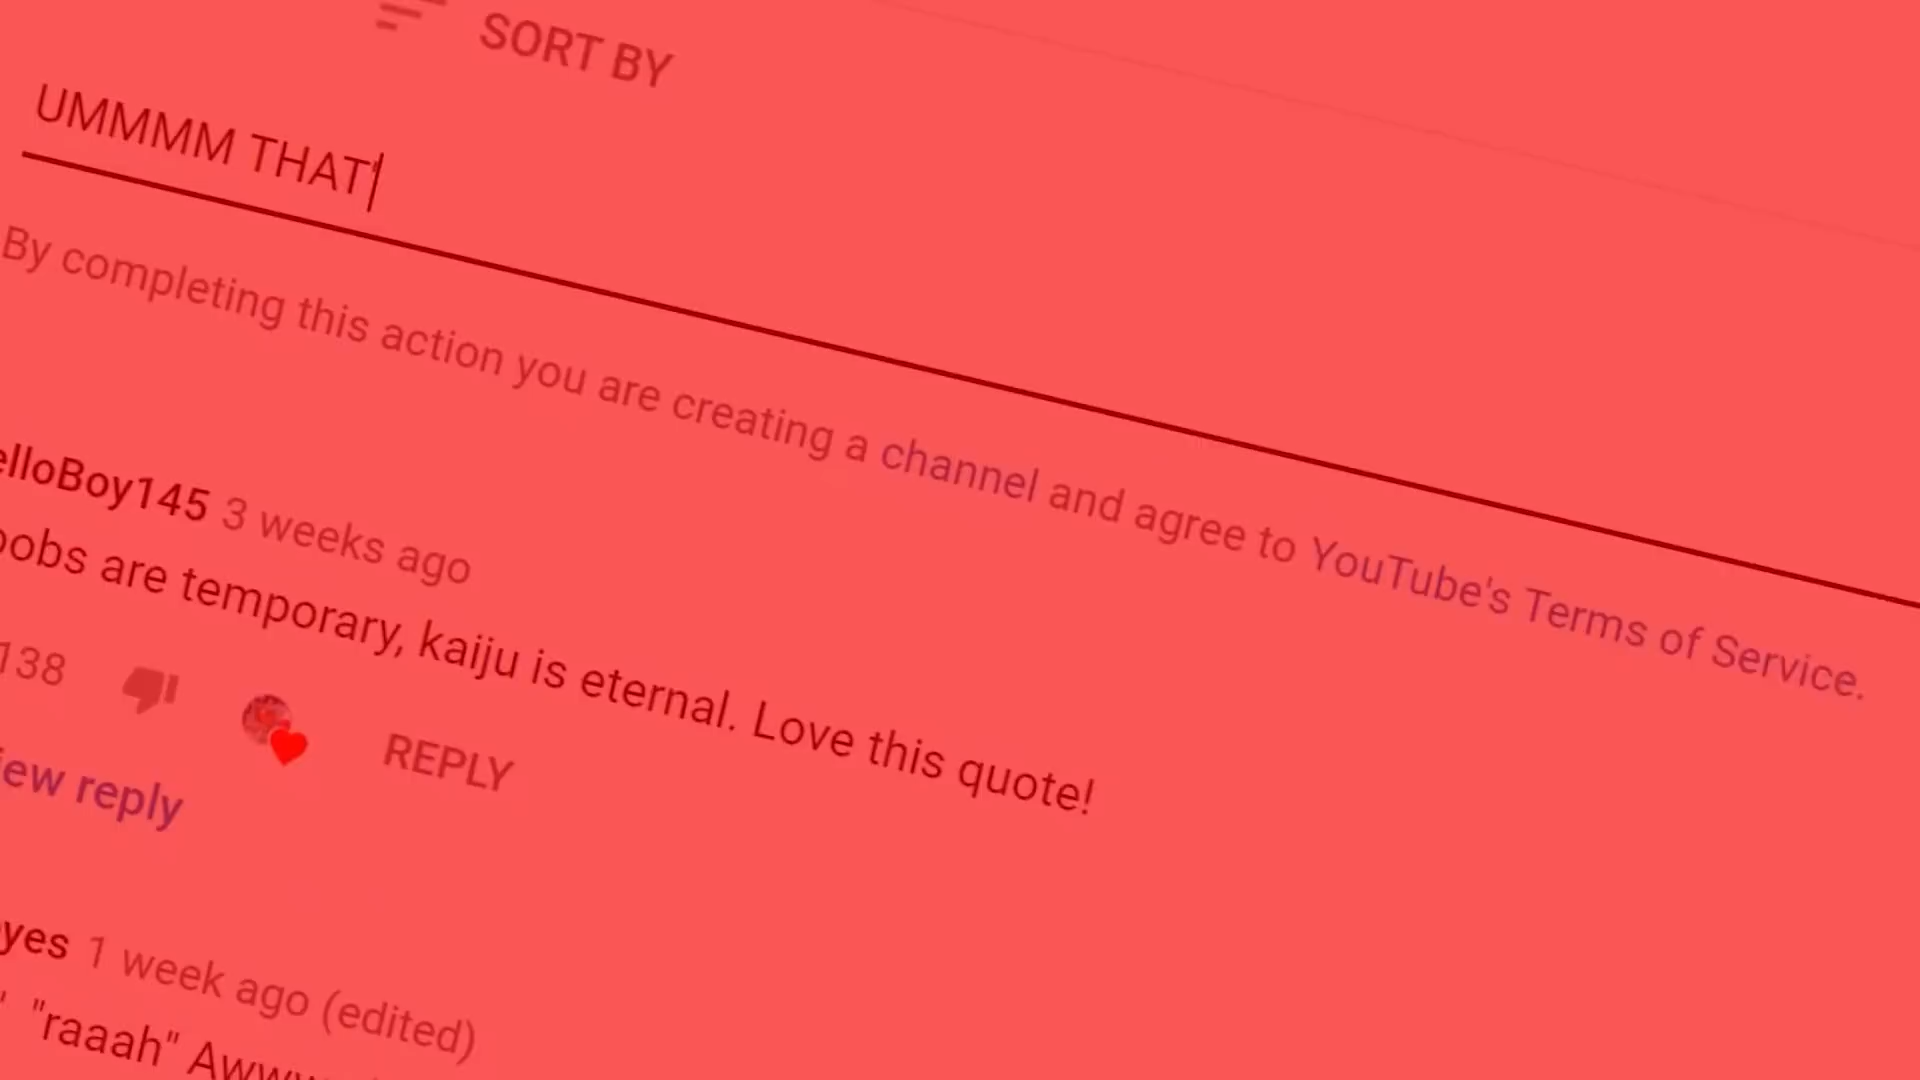 SORT BY
UMMMM THAT'
By completing this action you are creating a channel and agree to YouTube's Terms of Service.
elloBoy145 3 weeks ago
oobs are temporary, kaiju is eternal. Love this quote!
138
REPLY
iew reply
yes 1 week ago (edited)
"raaah" Awww